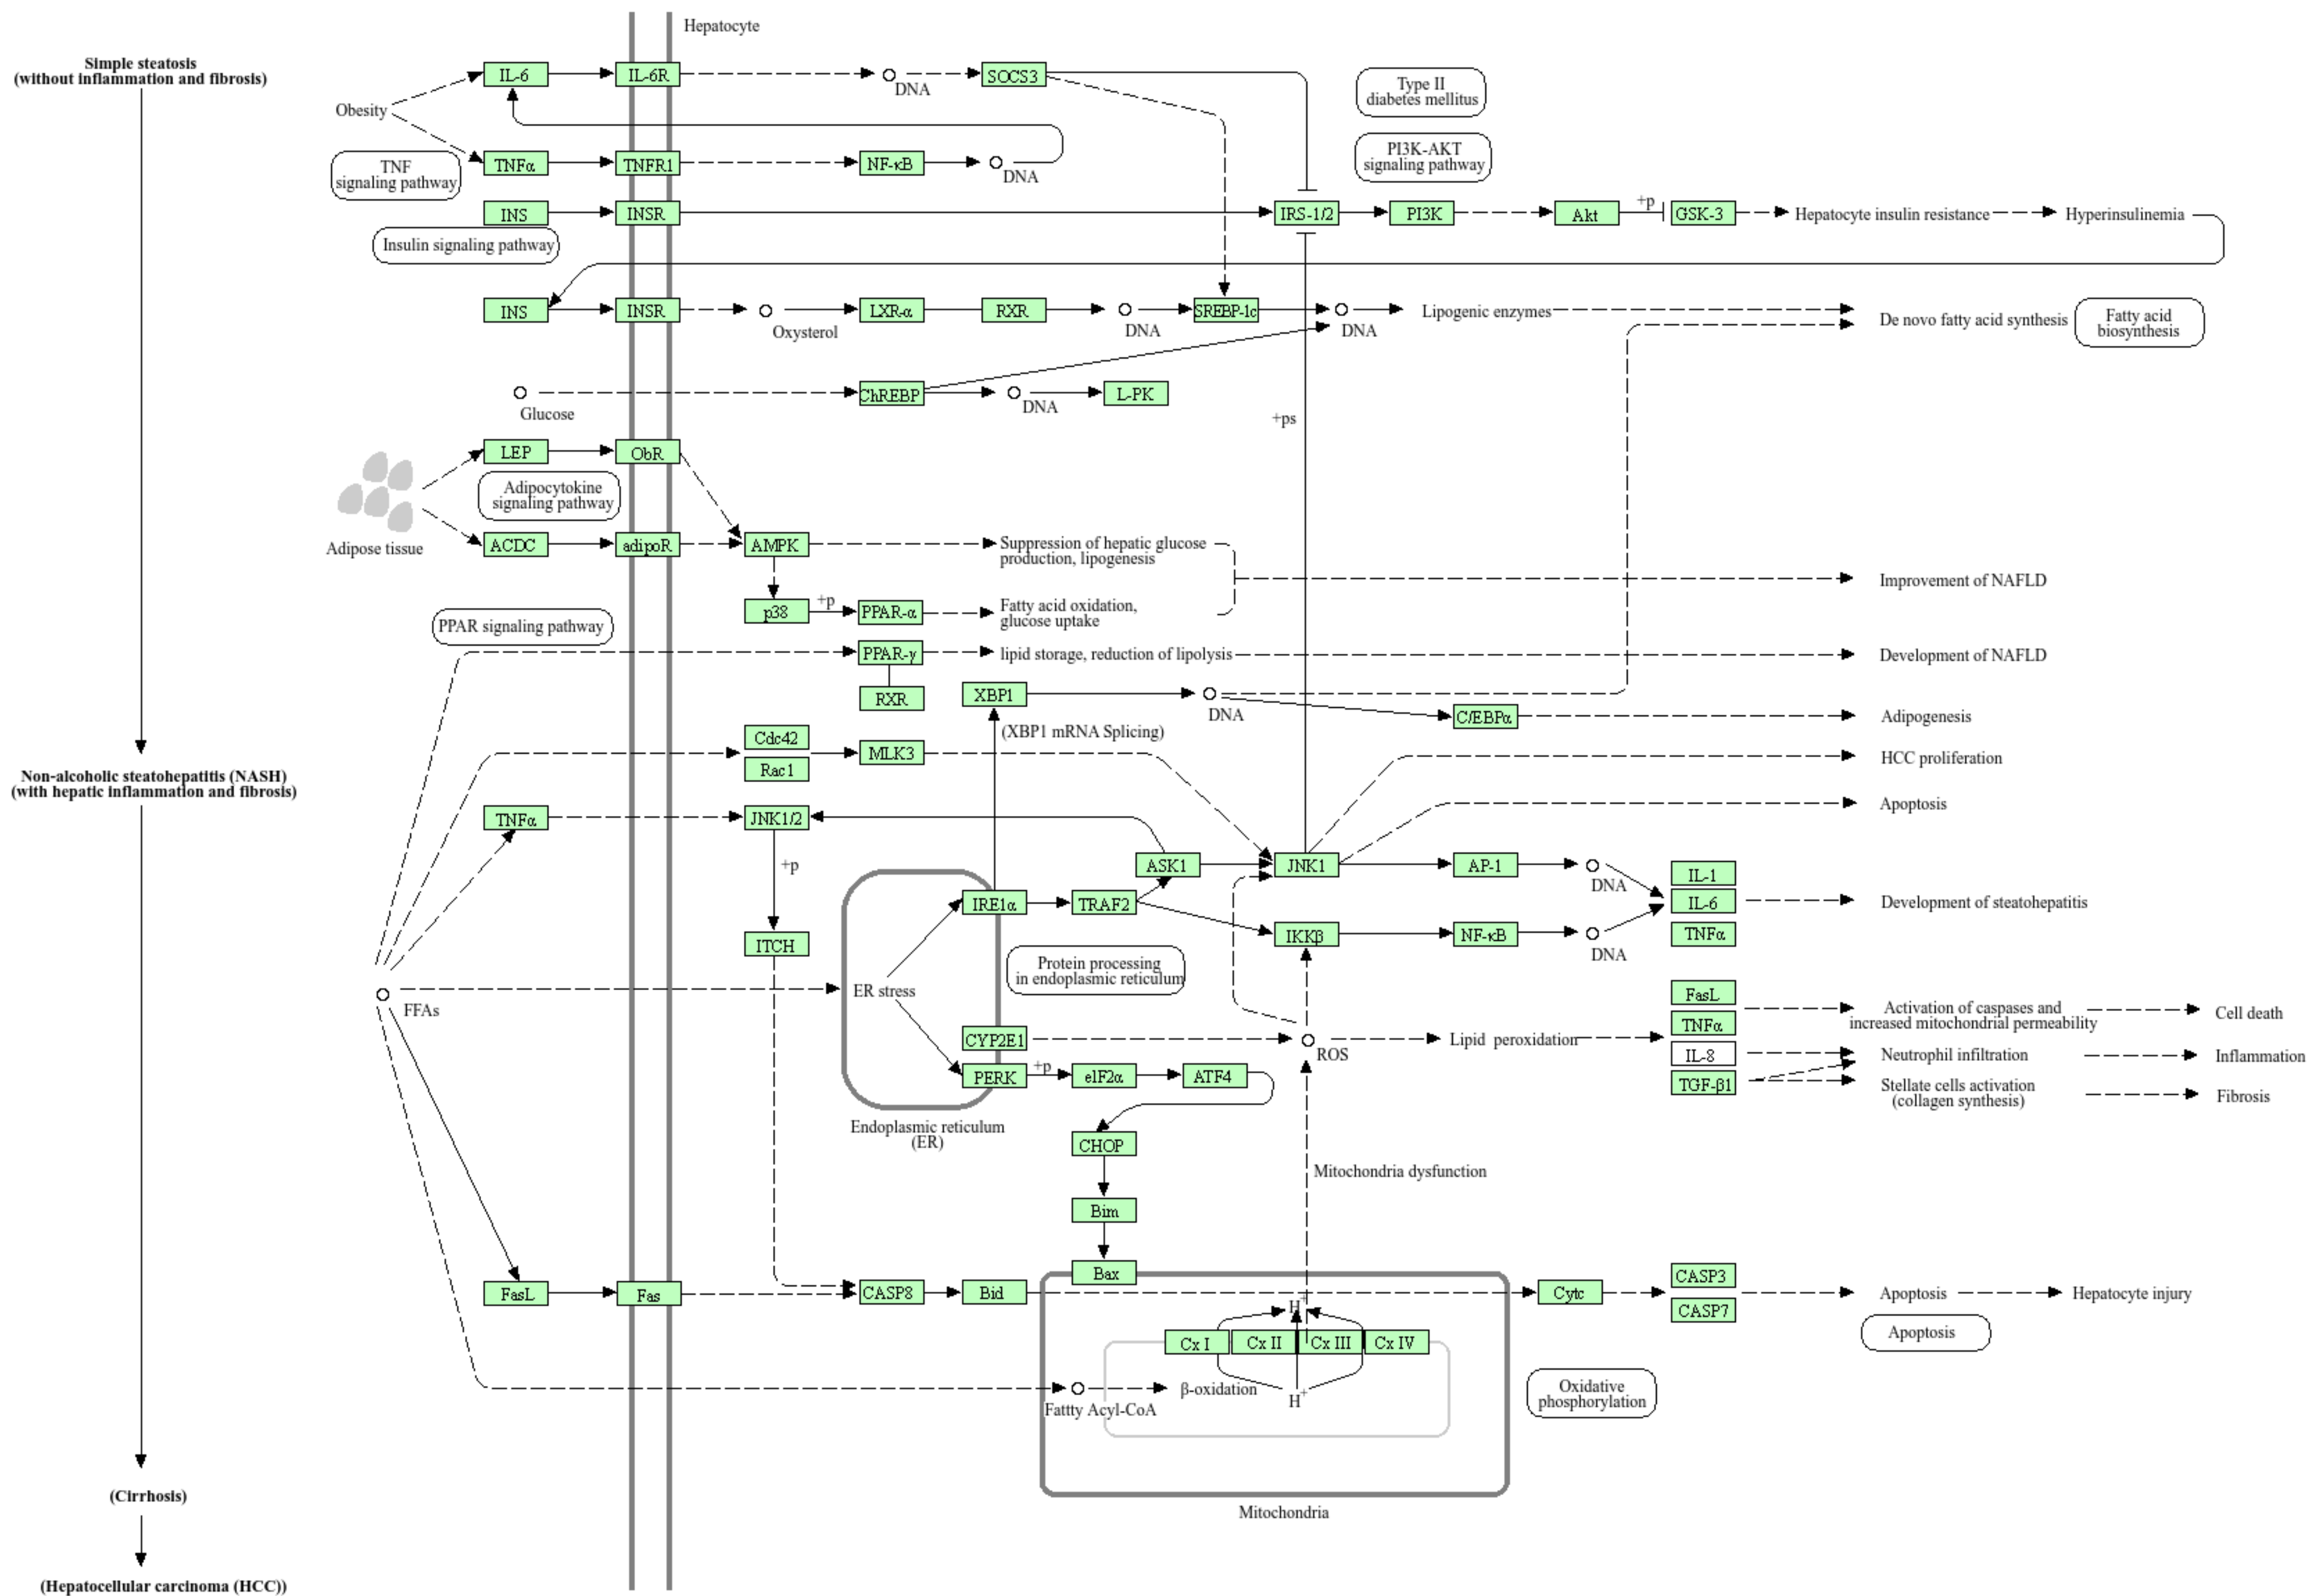 Hepatocyte
Simple steatosis
(without inflammation and fibrosis)
Obesity
IL-6
IL-6R
DNA
SOCS3
Type II
diabetes mellitus
TNF
signaling pathway
TNFα
TNFR1
NF-κB
DNA
PI3K-AKT
signaling pathway
INS
INSR
IRS-1/2
PI3K
Akt
+p
GSK-3
Hepatocyte insulin resistance
Hyperinsulinemia
Insulin signaling pathway
INS
INSR
Oxysterol
LXR-α
RXR
DNA
SREBP-1c
DNA
Lipogenic enzymes
De novo fatty acid synthesis
Fatty acid
biosynthesis
Glucose
ChREBP
DNA
L-PK
+ps
LEP
ObR
Adipocytokine
signaling pathway
Adipose tissue
ACDC
adipoR
AMPK
Suppression of hepatic glucose
production, lipogenesis
Improvement of NAFLD
p38
+p
PPAR-α
Fatty acid oxidation,
glucose uptake
PPAR signaling pathway
PPAR-γ
lipid storage, reduction of lipolysis
Development of NAFLD
RXR
XBP1
DNA
(XBP1 mRNA Splicing)
C/EBPα
Adipogenesis
Cdc42
Rac1
MLK3
HCC proliferation
Non-alcoholic steatohepatitis (NASH)
(with hepatic inflammation and fibrosis)
Apoptosis
TNFα
JNK1/2
+p
ASK1
JNK1
AP-1
DNA
IL-1
IL-6
TNFα
Development of steatohepatitis
IRE1α
TRAF2
IKKβ
NF-κB
DNA
ITCH
Protein processing
in endoplasmic reticulum
ER stress
FFAs
FasL
TNFα
IL-8
TGF-β1
Activation of caspases and
increased mitochondrial permeability
Cell death
CYP2E1
ROS
Lipid peroxidation
Neutrophil infiltration
Inflammation
PERK
+p
eIF2α
ATF4
Stellate cells activation
(collagen synthesis)
Fibrosis
Endoplasmic reticulum
(ER)
CHOP
Mitochondria dysfunction
Bim
Bax
FasL
Fas
CASP8
Bid
Cytc
CASP3
CASP7
Apoptosis
Hepatocyte injury
Apoptosis
H+
Cx I
Cx II
Cx III
Cx IV
β-oxidation
H+
Fattty Acyl-CoA
Oxidative
phosphorylation
Mitochondria
(Cirrhosis)
(Hepatocellular carcinoma (HCC))